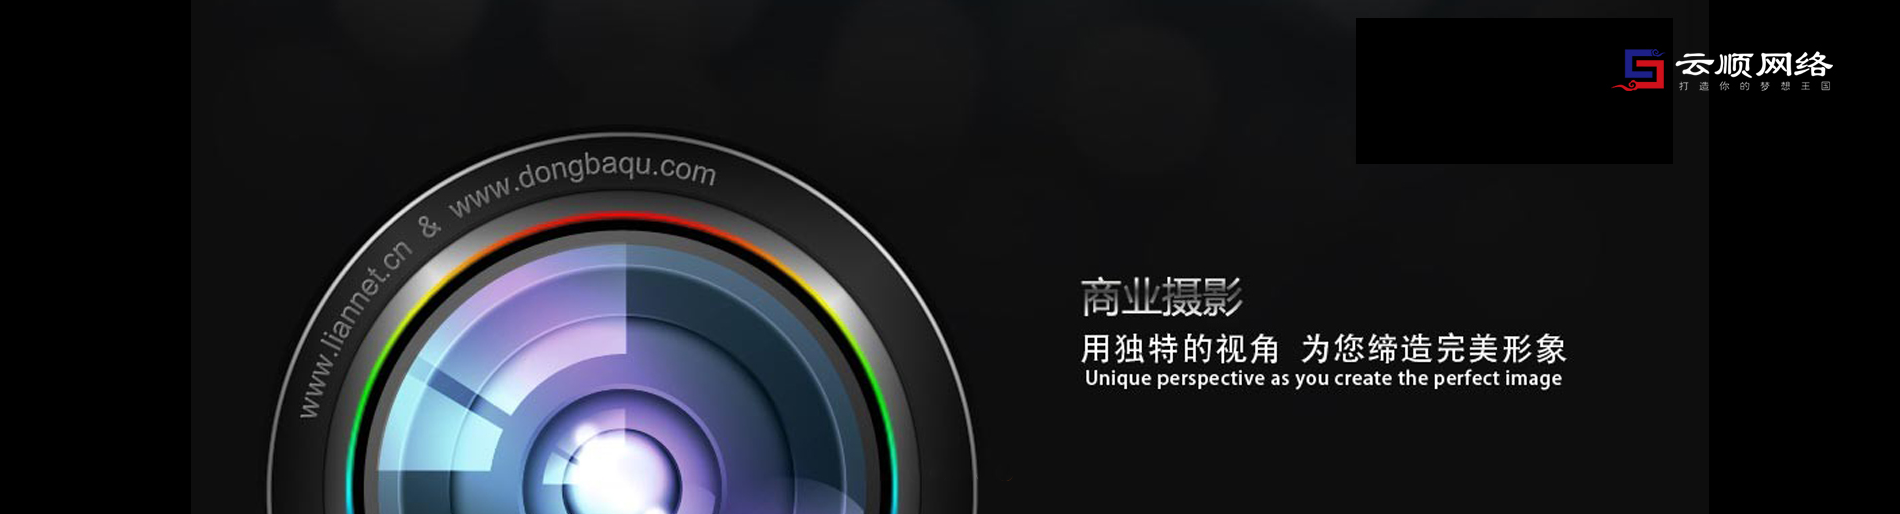 云顺网络
打造你的梦想王国
www.liannet.cn & www.dongbaqu.com
商业摄影
用独特的视角 为您缔造完美形象
Unique perspective as you create the perfect image